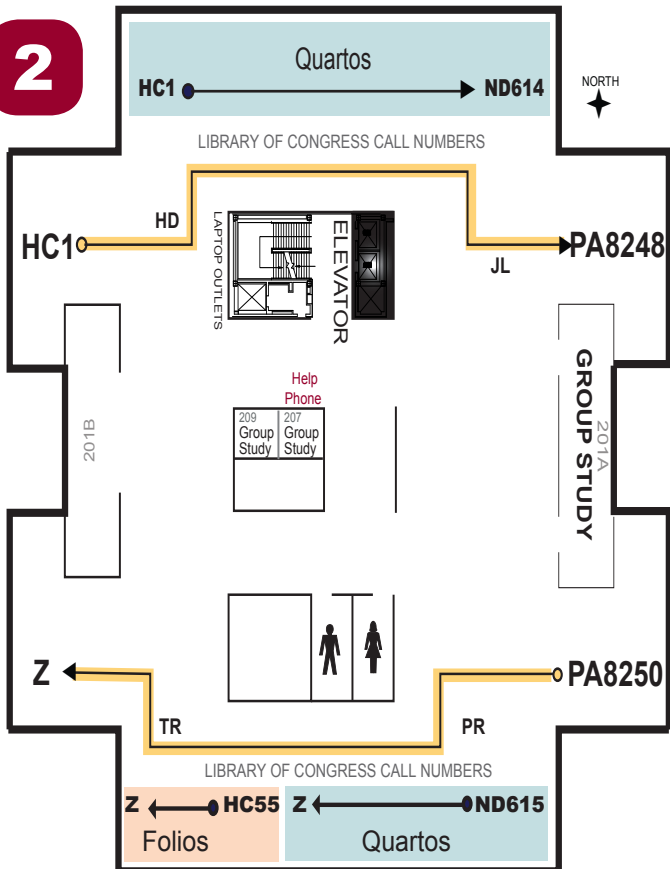 2
Quartos
HC1 ND614
NORTH
LIBRARY OF CONGRESS CALL NUMBERS
HD
HC1
PA8248
JL
LAPTOP OUTLETS
ELEVATOR
Help
Phone
209
Group
Study
207
Group
Study
201B
201A
GROUP STUDY
Z
PA8250
TR
PR
LIBRARY OF CONGRESS CALL NUMBERS
Z HC55
Folios
Z ND615
Quartos